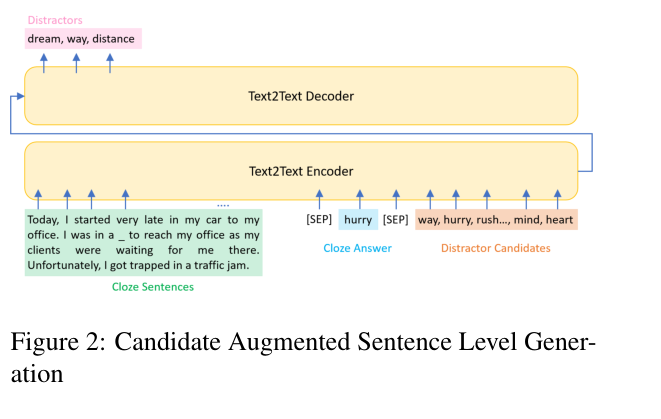 Distractors
dream, way, distance
Text2Text Decoder
Text2Text Encoder
....
Today, I started very late in my car to my
office. I was in a _ to reach my office as my
clients were waiting for me there.
Unfortunately, I got trapped in a traffic jam.
[SEP] hurry [SEP] way, hurry, rush..., mind, heart
Cloze Answer
Distractor Candidates
Cloze Sentences
Figure 2: Candidate Augmented Sentence Level Gener-
ation